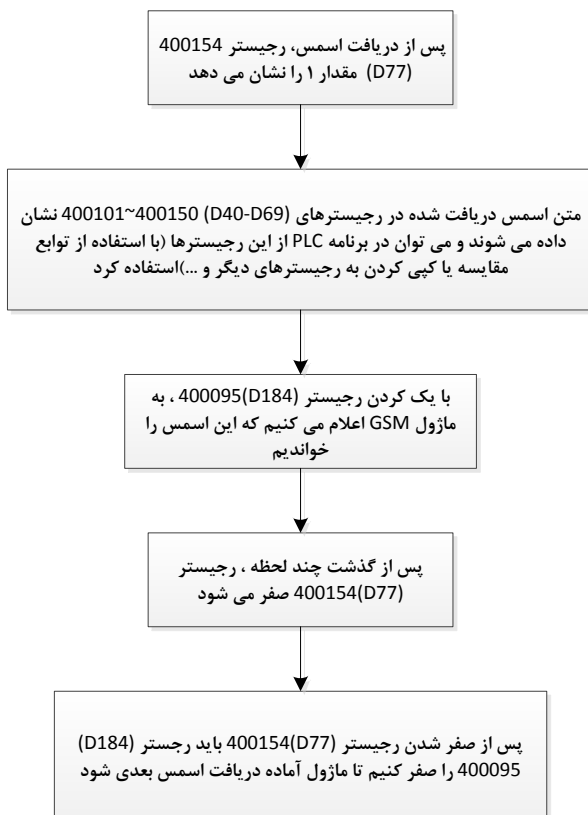 پس از دریافت اسمس، رجیستر 400154
(D77) مقدار ۱ را نشان می دهد
متن اسمس دریافت شده در رجیسترهای (D40-D69) 400101~400150 نشان
داده می شوند و می توان در برنامه PLC از این رجیسترها (با استفاده از توابع
مقایسه یا کپی کردن به رجیسترهای دیگر و ...)استفاده کرد
با یک کردن رجیستر (D184)400095 ، به
ماژول GSM اعلام می کنیم که این اسمس را
خواندیم
پس از گذشت چند لحظه ، رجیستر
(D77)400154 صفر می شود
پس از صفر شدن رجیستر (D77)400154 باید رجستر (D184)
400095 را صفر کنیم تا ماژول آماده دریافت اسمس بعدی شود